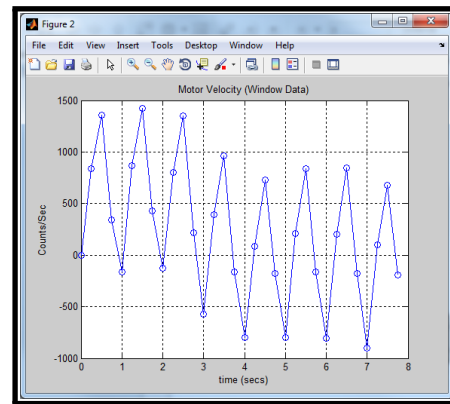 Figure 2
File Edit View Insert Tools Desktop Window Help
Motor Velocity (Window Data)
1500
1000
500
0
-500
-1000
Counts/Sec
0 1 2 3 4 5 6 7 8
time (secs)